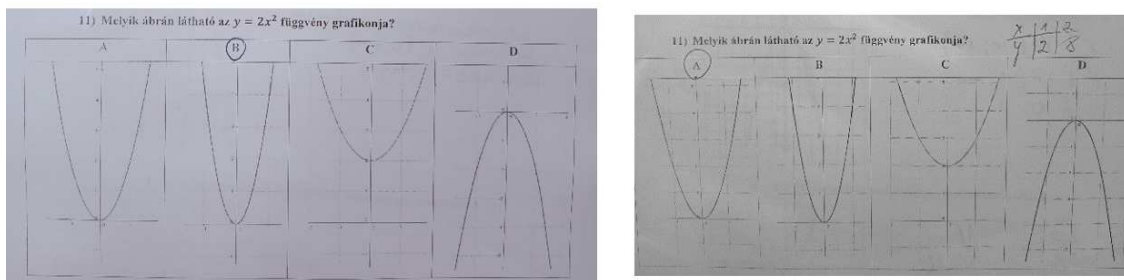 11) Melyik ábrán látható az y = 2x² függvény grafikonja?
A B C D
11) Melyik ábrán látható az y = 2x² függvény grafikonja?
x 1 2
y 2 8
A B C D